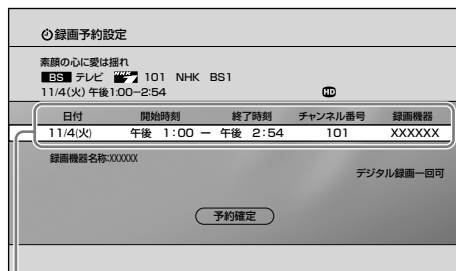 録画予約設定
素顔の心に愛は揺れ
BS テレビ NHK 101 NHK BS1
11/4(火) 午後1:00−2:54 HD
日付 開始時刻 終了時刻 チャンネル番号 録画機器
11/4(火) 午後 1:00 − 午後 2:54 101 XXXXXX
録画機器名称:XXXXXX
デジタル録画一回可
予約確定